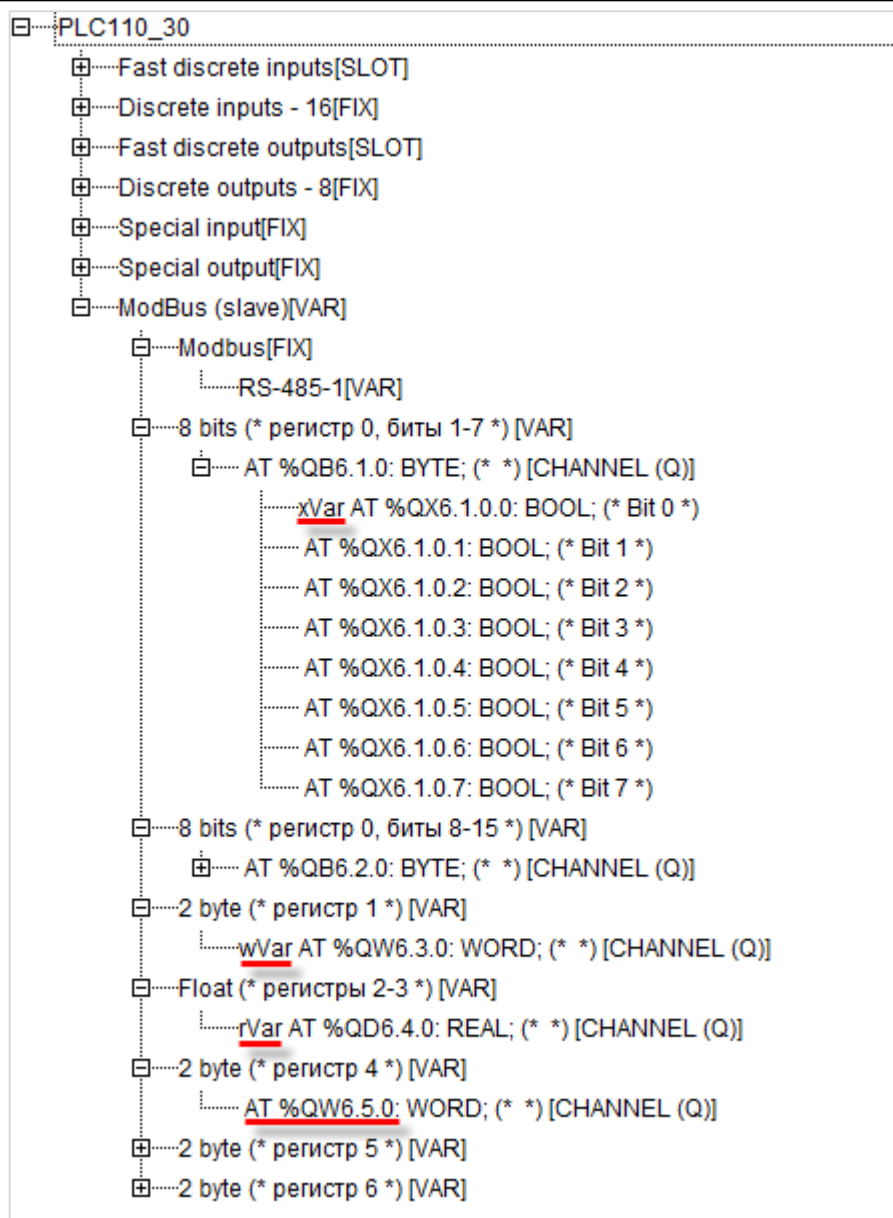 PLC110_30
Fast discrete inputs[SLOT]
Discrete inputs - 16[FIX]
Fast discrete outputs[SLOT]
Discrete outputs - 8[FIX]
Special input[FIX]
Special output[FIX]
ModBus (slave)[VAR]
Modbus[FIX]
RS-485-1[VAR]
8 bits (* регистр 0, биты 1-7 *) [VAR]
AT %QB6.1.0: BYTE; (* *) [CHANNEL (Q)]
xVar AT %QX6.1.0.0: BOOL; (* Bit 0 *)
AT %QX6.1.0.1: BOOL; (* Bit 1 *)
AT %QX6.1.0.2: BOOL; (* Bit 2 *)
AT %QX6.1.0.3: BOOL; (* Bit 3 *)
AT %QX6.1.0.4: BOOL; (* Bit 4 *)
AT %QX6.1.0.5: BOOL; (* Bit 5 *)
AT %QX6.1.0.6: BOOL; (* Bit 6 *)
AT %QX6.1.0.7: BOOL; (* Bit 7 *)
8 bits (* регистр 0, биты 8-15 *) [VAR]
AT %QB6.2.0: BYTE; (* *) [CHANNEL (Q)]
2 byte (* регистр 1 *) [VAR]
wVar AT %QW6.3.0: WORD; (* *) [CHANNEL (Q)]
Float (* регистры 2-3 *) [VAR]
rVar AT %QD6.4.0: REAL; (* *) [CHANNEL (Q)]
2 byte (* регистр 4 *) [VAR]
AT %QW6.5.0: WORD; (* *) [CHANNEL (Q)]
2 byte (* регистр 5 *) [VAR]
2 byte (* регистр 6 *) [VAR]